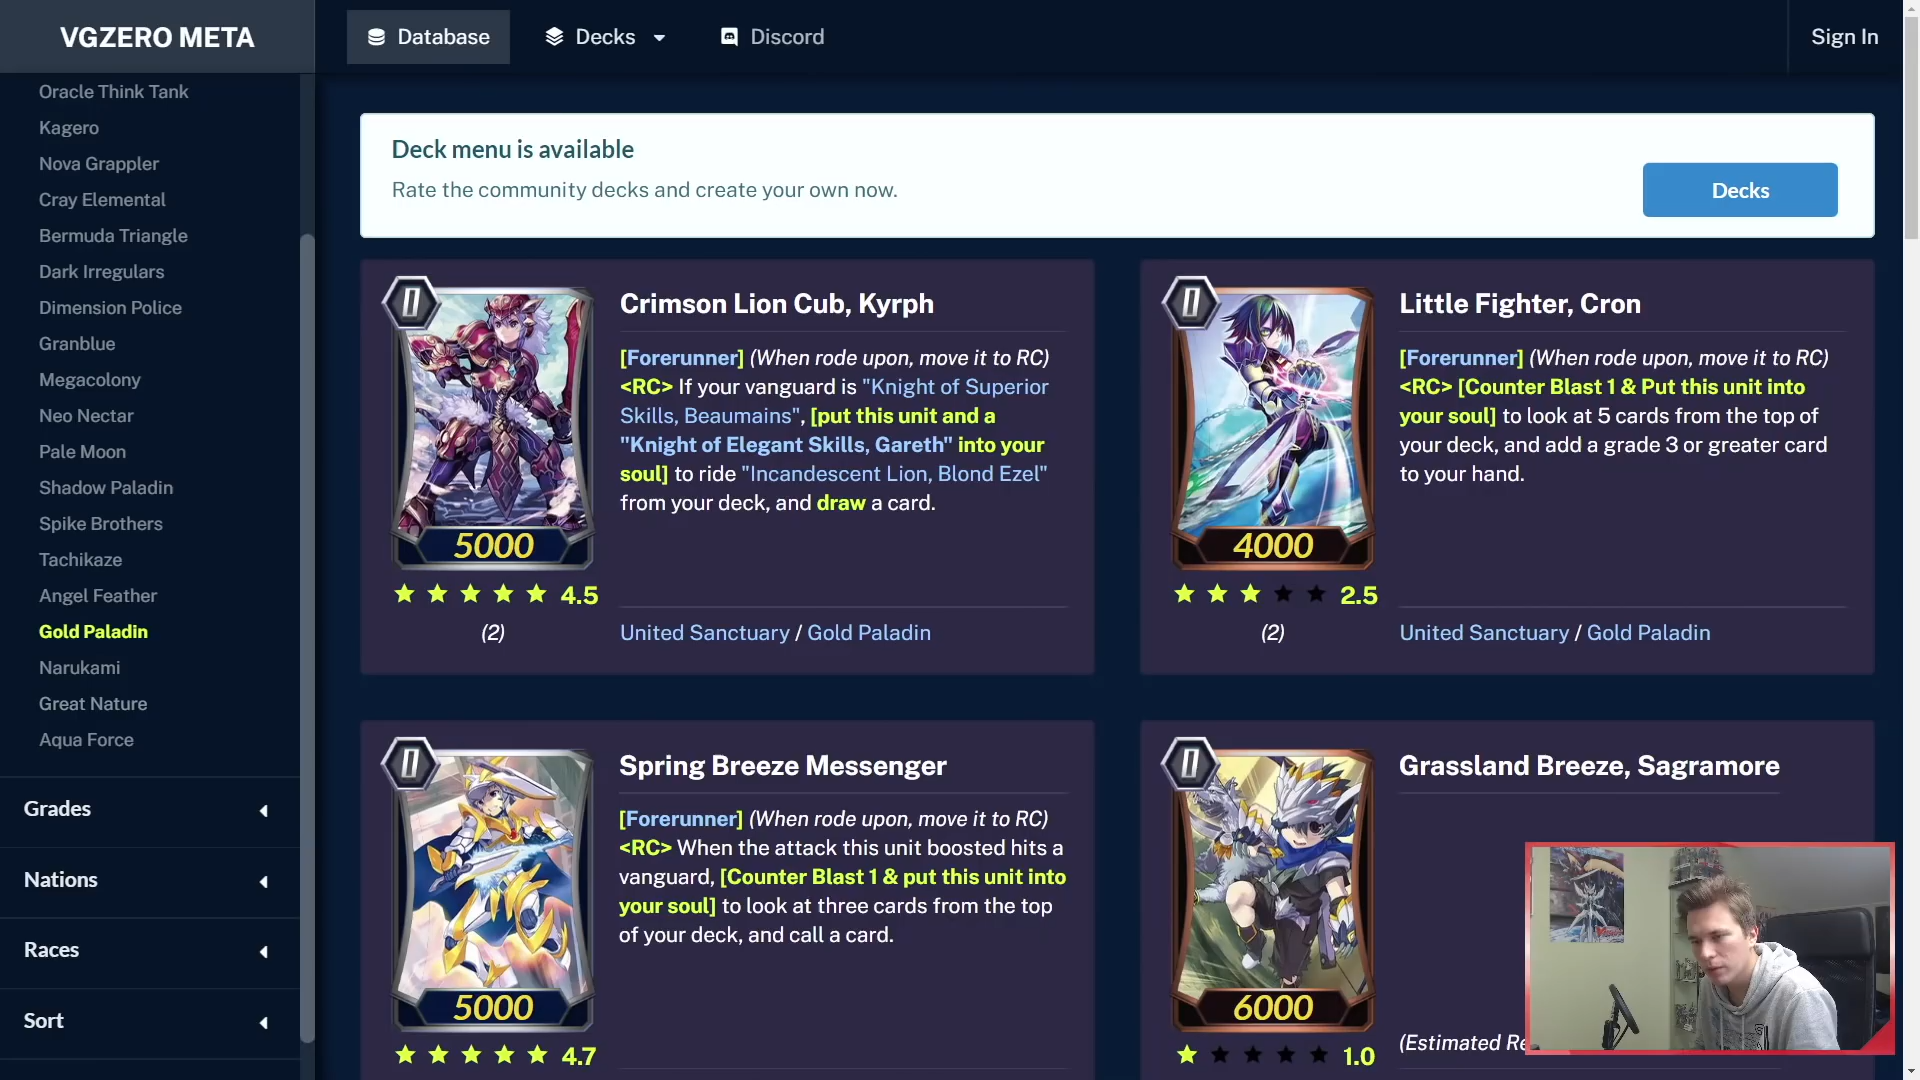 VGZERO META
Database
Decks
Discord
Sign In
Oracle Think Tank
Kagero
Nova Grappler
Cray Elemental
Bermuda Triangle
Dark Irregulars
Dimension Police
Granblue
Megacolony
Neo Nectar
Pale Moon
Shadow Paladin
Spike Brothers
Tachikaze
Angel Feather
Gold Paladin
Narukami
Great Nature
Aqua Force
Grades
Nations
Races
Sort
Deck menu is available
Rate the community decks and create your own now.
Decks
0
Crimson Lion Cub, Kyrph
[Forerunner] (When rode upon, move it to RC)
<RC> If your vanguard is "Knight of Superior
Skills, Beaumains", [put this unit and a
"Knight of Elegant Skills, Gareth" into your
soul] to ride "Incandescent Lion, Blond Ezel"
from your deck, and draw a card.
5000
4.5
(2)
United Sanctuary / Gold Paladin
0
Little Fighter, Cron
[Forerunner] (When rode upon, move it to RC)
<RC> [Counter Blast 1 & Put this unit into
your soul] to look at 5 cards from the top of
your deck, and add a grade 3 or greater card
to your hand.
4000
2.5
(2)
United Sanctuary / Gold Paladin
0
Spring Breeze Messenger
[Forerunner] (When rode upon, move it to RC)
<RC> When the attack this unit boosted hits a
vanguard, [Counter Blast 1 & put this unit into
your soul] to look at three cards from the top
of your deck, and call a card.
5000
4.7
0
Grassland Breeze, Sagramore
6000
(Estimated Re
1.0